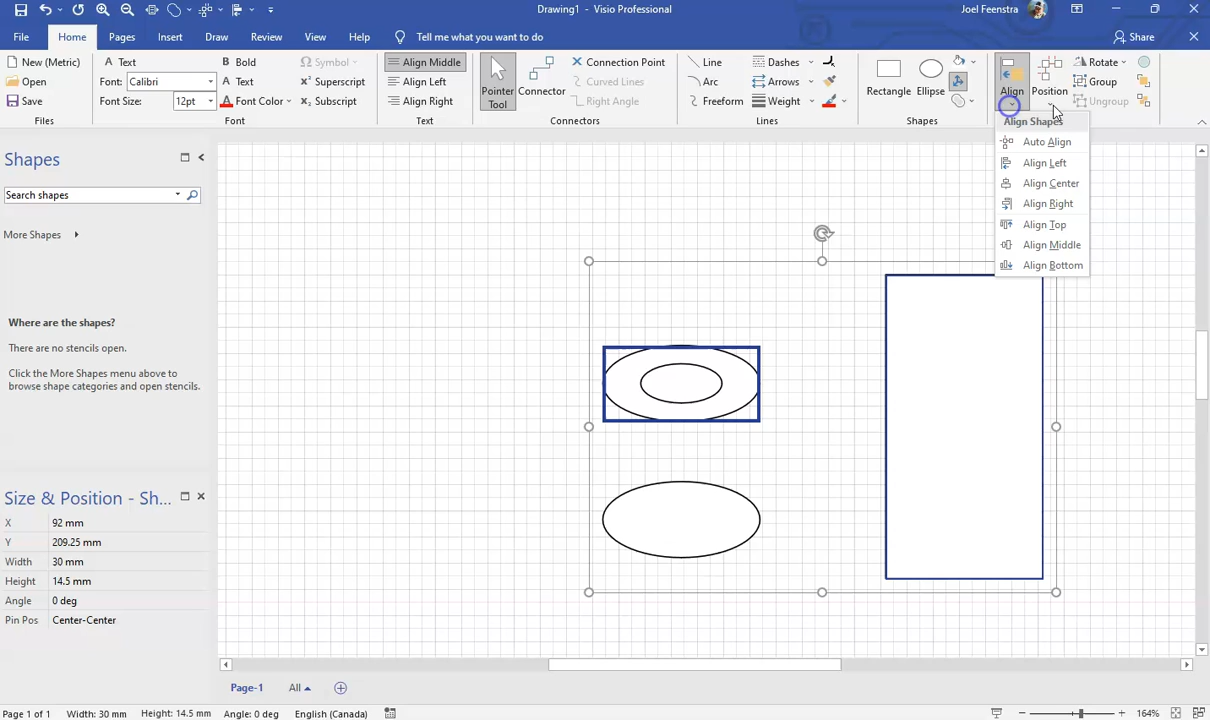 Drawing1 - Visio Professional
Joel Feenstra
File
Home
Pages
Insert
Draw
Review
View
Help
Tell me what you want to do
Share
New (Metric)
Open
Save
Files
Text
Font: Calibri
Font Size: 12pt
Bold
Text
Font Color
Symbol
Superscript
Subscript
Font
Align Middle
Align Left
Align Right
Text
Pointer Tool
Connector
Connection Point
Curved Lines
Right Angle
Connectors
Line
Arc
Freeform
Dashes
Arrows
Weight
Lines
Rectangle
Ellipse
Shapes
Align
Position
Rotate
Group
Ungroup
Align Shapes
Auto Align
Align Left
Align Center
Align Right
Align Top
Align Middle
Align Bottom
Shapes
Search shapes
More Shapes
Where are the shapes?
There are no stencils open.
Click the More Shapes menu above to
browse shape categories and open stencils.
Size & Position - Sh...
X 92 mm
Y 209.25 mm
Width 30 mm
Height 14.5 mm
Angle 0 deg
Pin Pos Center-Center
Page-1
All
Page 1 of 1
Width: 30 mm
Height: 14.5 mm
Angle: 0 deg
English (Canada)
164%